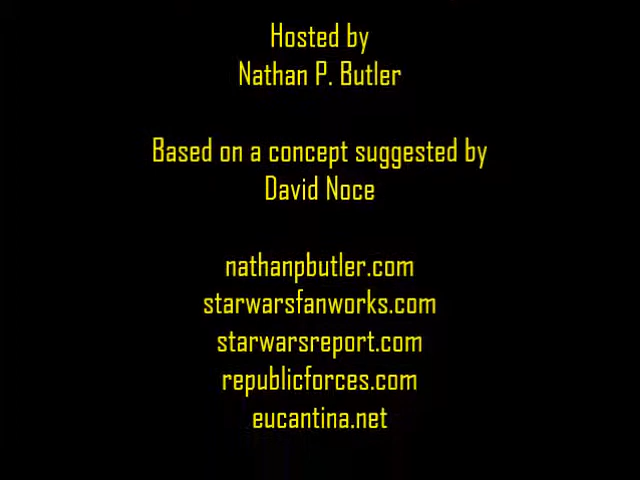 Hosted by
Nathan P. Butler
Based on a concept suggested by
David Noce
nathanpbutler.com
starwarsfanworks.com
starwarsreport.com
republicforces.com
eucantina.net